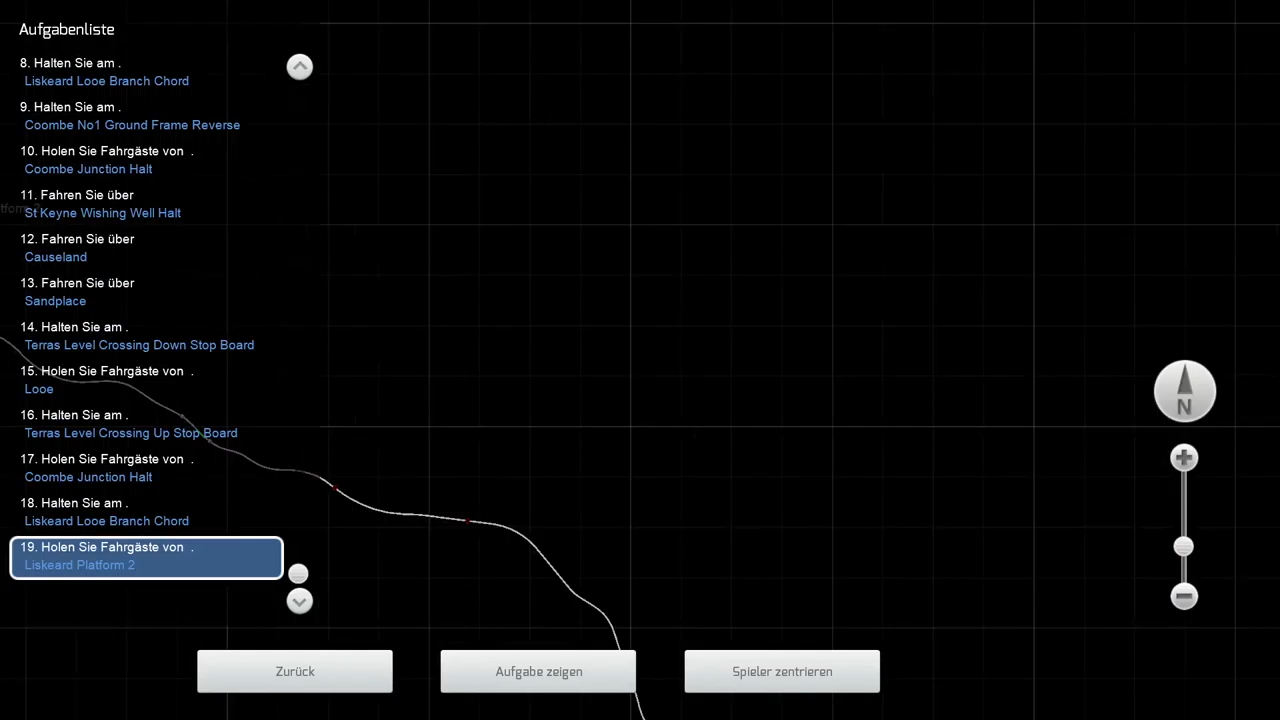 Aufgabenliste
8. Halten Sie am .
Liskeard Looe Branch Chord
9. Halten Sie am .
Coombe No1 Ground Frame Reverse
10. Holen Sie Fahrgäste von .
Coombe Junction Halt
11. Fahren Sie über
St Keyne Wishing Well Halt
12. Fahren Sie über
Causeland
13. Fahren Sie über
Sandplace
14. Halten Sie am .
Terras Level Crossing Down Stop Board
15. Holen Sie Fahrgäste von .
Looe
16. Halten Sie am .
Terras Level Crossing Up Stop Board
17. Holen Sie Fahrgäste von .
Coombe Junction Halt
18. Halten Sie am .
Liskeard Looe Branch Chord
19. Holen Sie Fahrgäste von .
Liskeard Platform 2
N
Zurück
Aufgabe zeigen
Spieler zentrieren